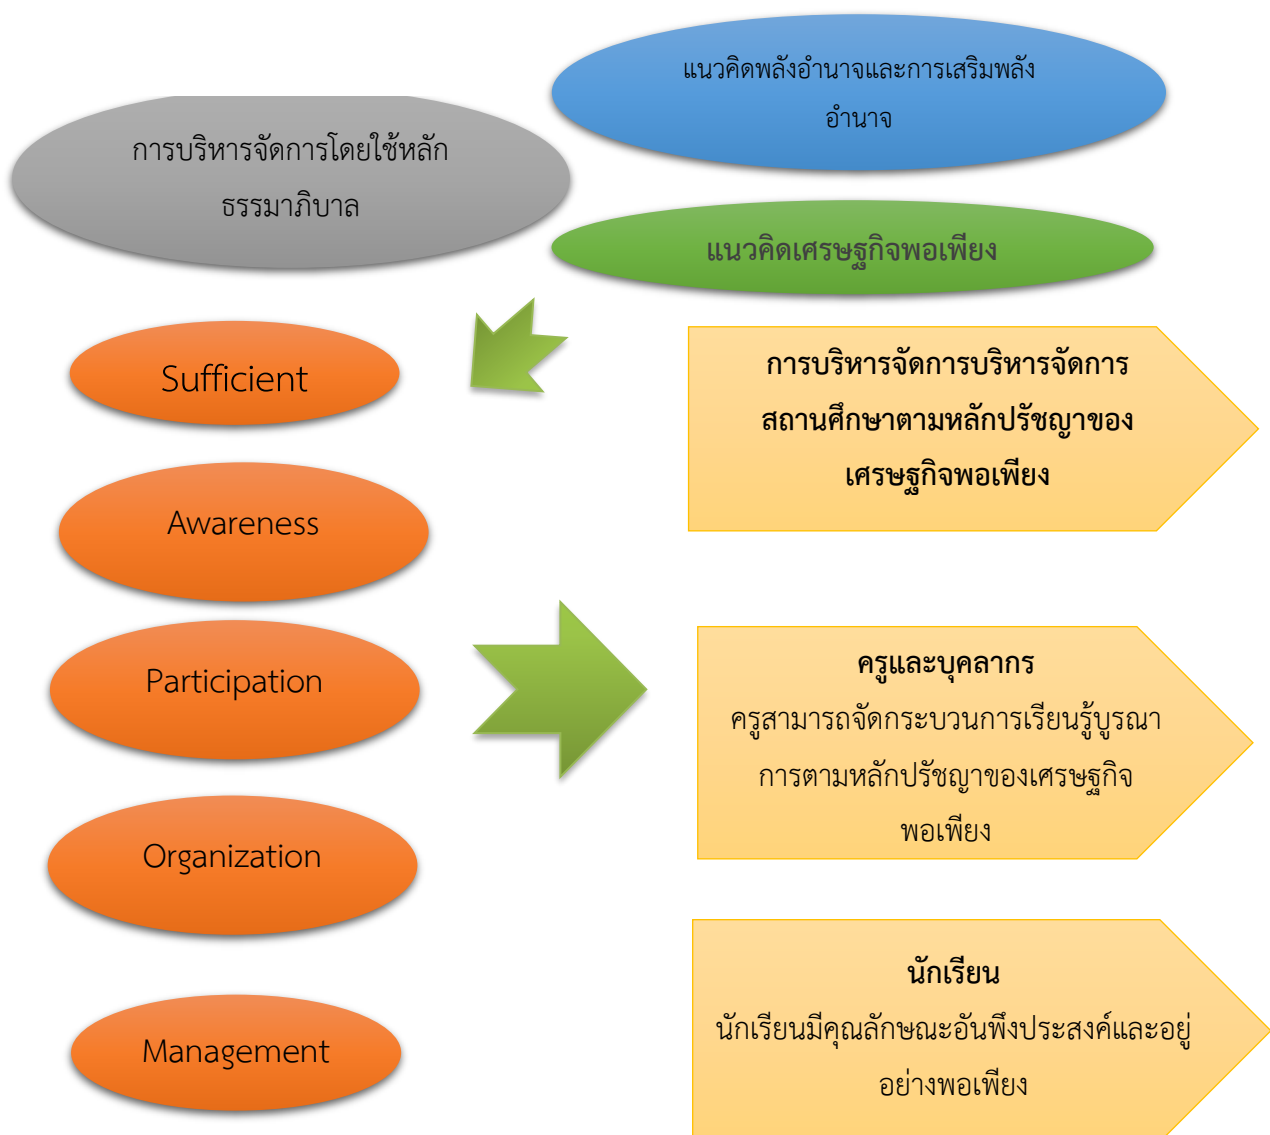 แนวคิดพลังอำนาจและการเสริมพลัง
อำนาจ
การบริหารจัดการโดยใช้หลัก
ธรรมาภิบาล
แนวคิดเศรษฐกิจพอเพียง
Sufficient
Awareness
Participation
Organization
Management
การบริหารจัดการบริหารจัดการ
สถานศึกษาตามหลักปรัชญาของ
เศรษฐกิจพอเพียง
ครูและบุคลากร
ครูสามารถจัดกระบวนการเรียนรู้บูรณา
การตามหลักปรัชญาของเศรษฐกิจ
พอเพียง
นักเรียน
นักเรียนมีคุณลักษณะอันพึงประสงค์และอยู่
อย่างพอเพียง